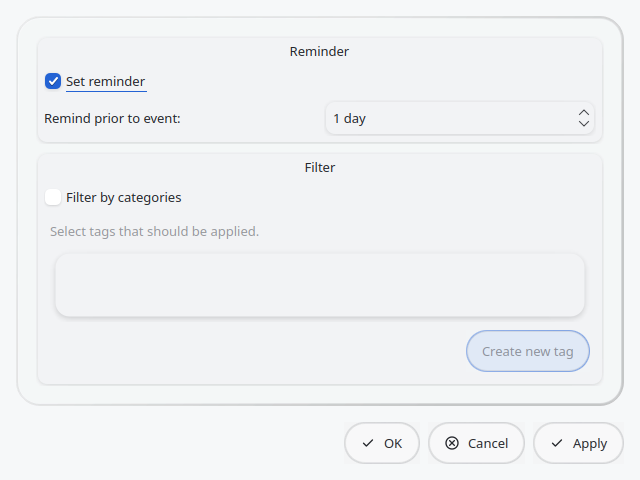 Reminder
Set reminder
Remind prior to event:
1 day
Filter
Filter by categories
Select tags that should be applied.
Create new tag
OK
Cancel
Apply